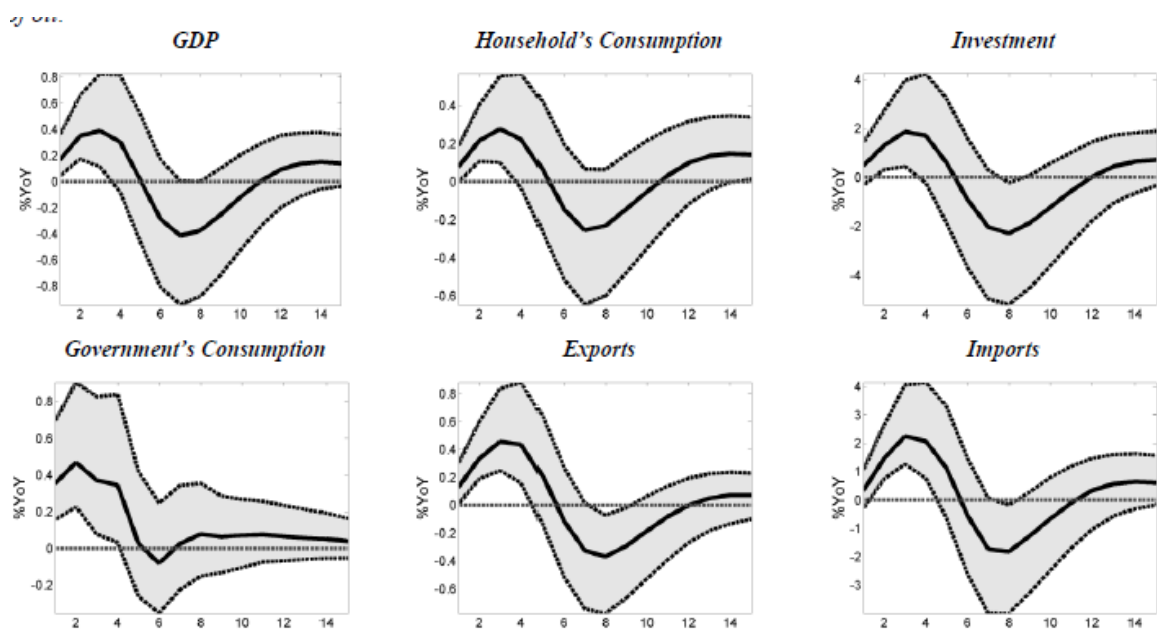 of oil.
GDP Household's Consumption Investment
%YoY 0.8 0.6 0.4 0.2 0 -0.2 -0.4 -0.6 -0.8
2 4 6 8 10 12 14
%YoY 0.4 0.2 0 -0.2 -0.4 -0.6
2 4 6 8 10 12 14
%YoY 4 2 0 -2 -4
2 4 6 8 10 12 14
Government's Consumption Exports Imports
%YoY 0.8 0.6 0.4 0.2 0 -0.2
2 4 6 8 10 12 14
%YoY 0.8 0.6 0.4 0.2 0 -0.2 -0.4 -0.6
2 4 6 8 10 12 14
%YoY 4 3 2 1 0 -1 -2 -3
2 4 6 8 10 12 14